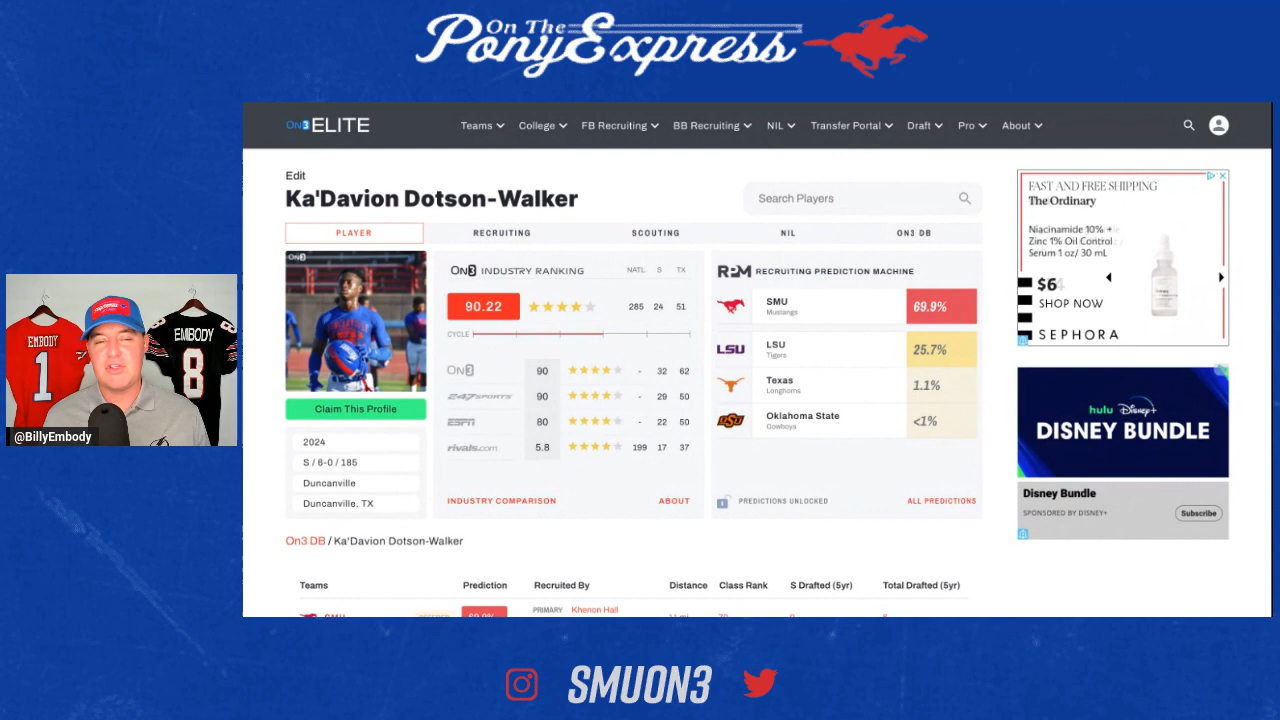 On The
Pony Express
ON3 ELITE
Teams College FB Recruiting BB Recruiting NIL Transfer Portal Draft Pro About
Edit
Ka'Davion Dotson-Walker
Search Players
PLAYER RECRUITING SCOUTING NIL ON3 DB
ON3
Claim This Profile
2024
S / 6-0 / 185
Duncanville
Duncanville, TX
ON3 INDUSTRY RANKING NATL. S TX
90.22 285 24 51
CYCLE
ON3 90 - 32 62
247SPORTS 90 - 29 50
ESPN 80 - 22 50
rivals.com 5.8 199 17 37
INDUSTRY COMPARISON ABOUT
RPM RECRUITING PREDICTION MACHINE
SMU
Mustangs
69.9%
LSU
LSU
Tigers
25.7%
Texas
Longhorns
1.1%
OSU
Oklahoma State
Cowboys
<1%
PREDICTIONS UNLOCKED ALL PREDICTIONS
FAST AND FREE SHIPPING
The Ordinary
Niacinamide 10% +
Zinc 1% Oil Control
Serum 1 oz/ 30 mL
$64
SHOP NOW
SEPHORA
hulu Disney+
DISNEY BUNDLE
Disney Bundle
SPONSORED BY DISNEY+
Subscribe
On3 DB / Ka'Davion Dotson-Walker
Teams Prediction Recruited By Distance Class Rank S Drafted (5yr) Total Drafted (5yr)
PRIMARY Khenon Hall
EMBODY
1
EMBODY
8
@BillyEmbody
SMUON3